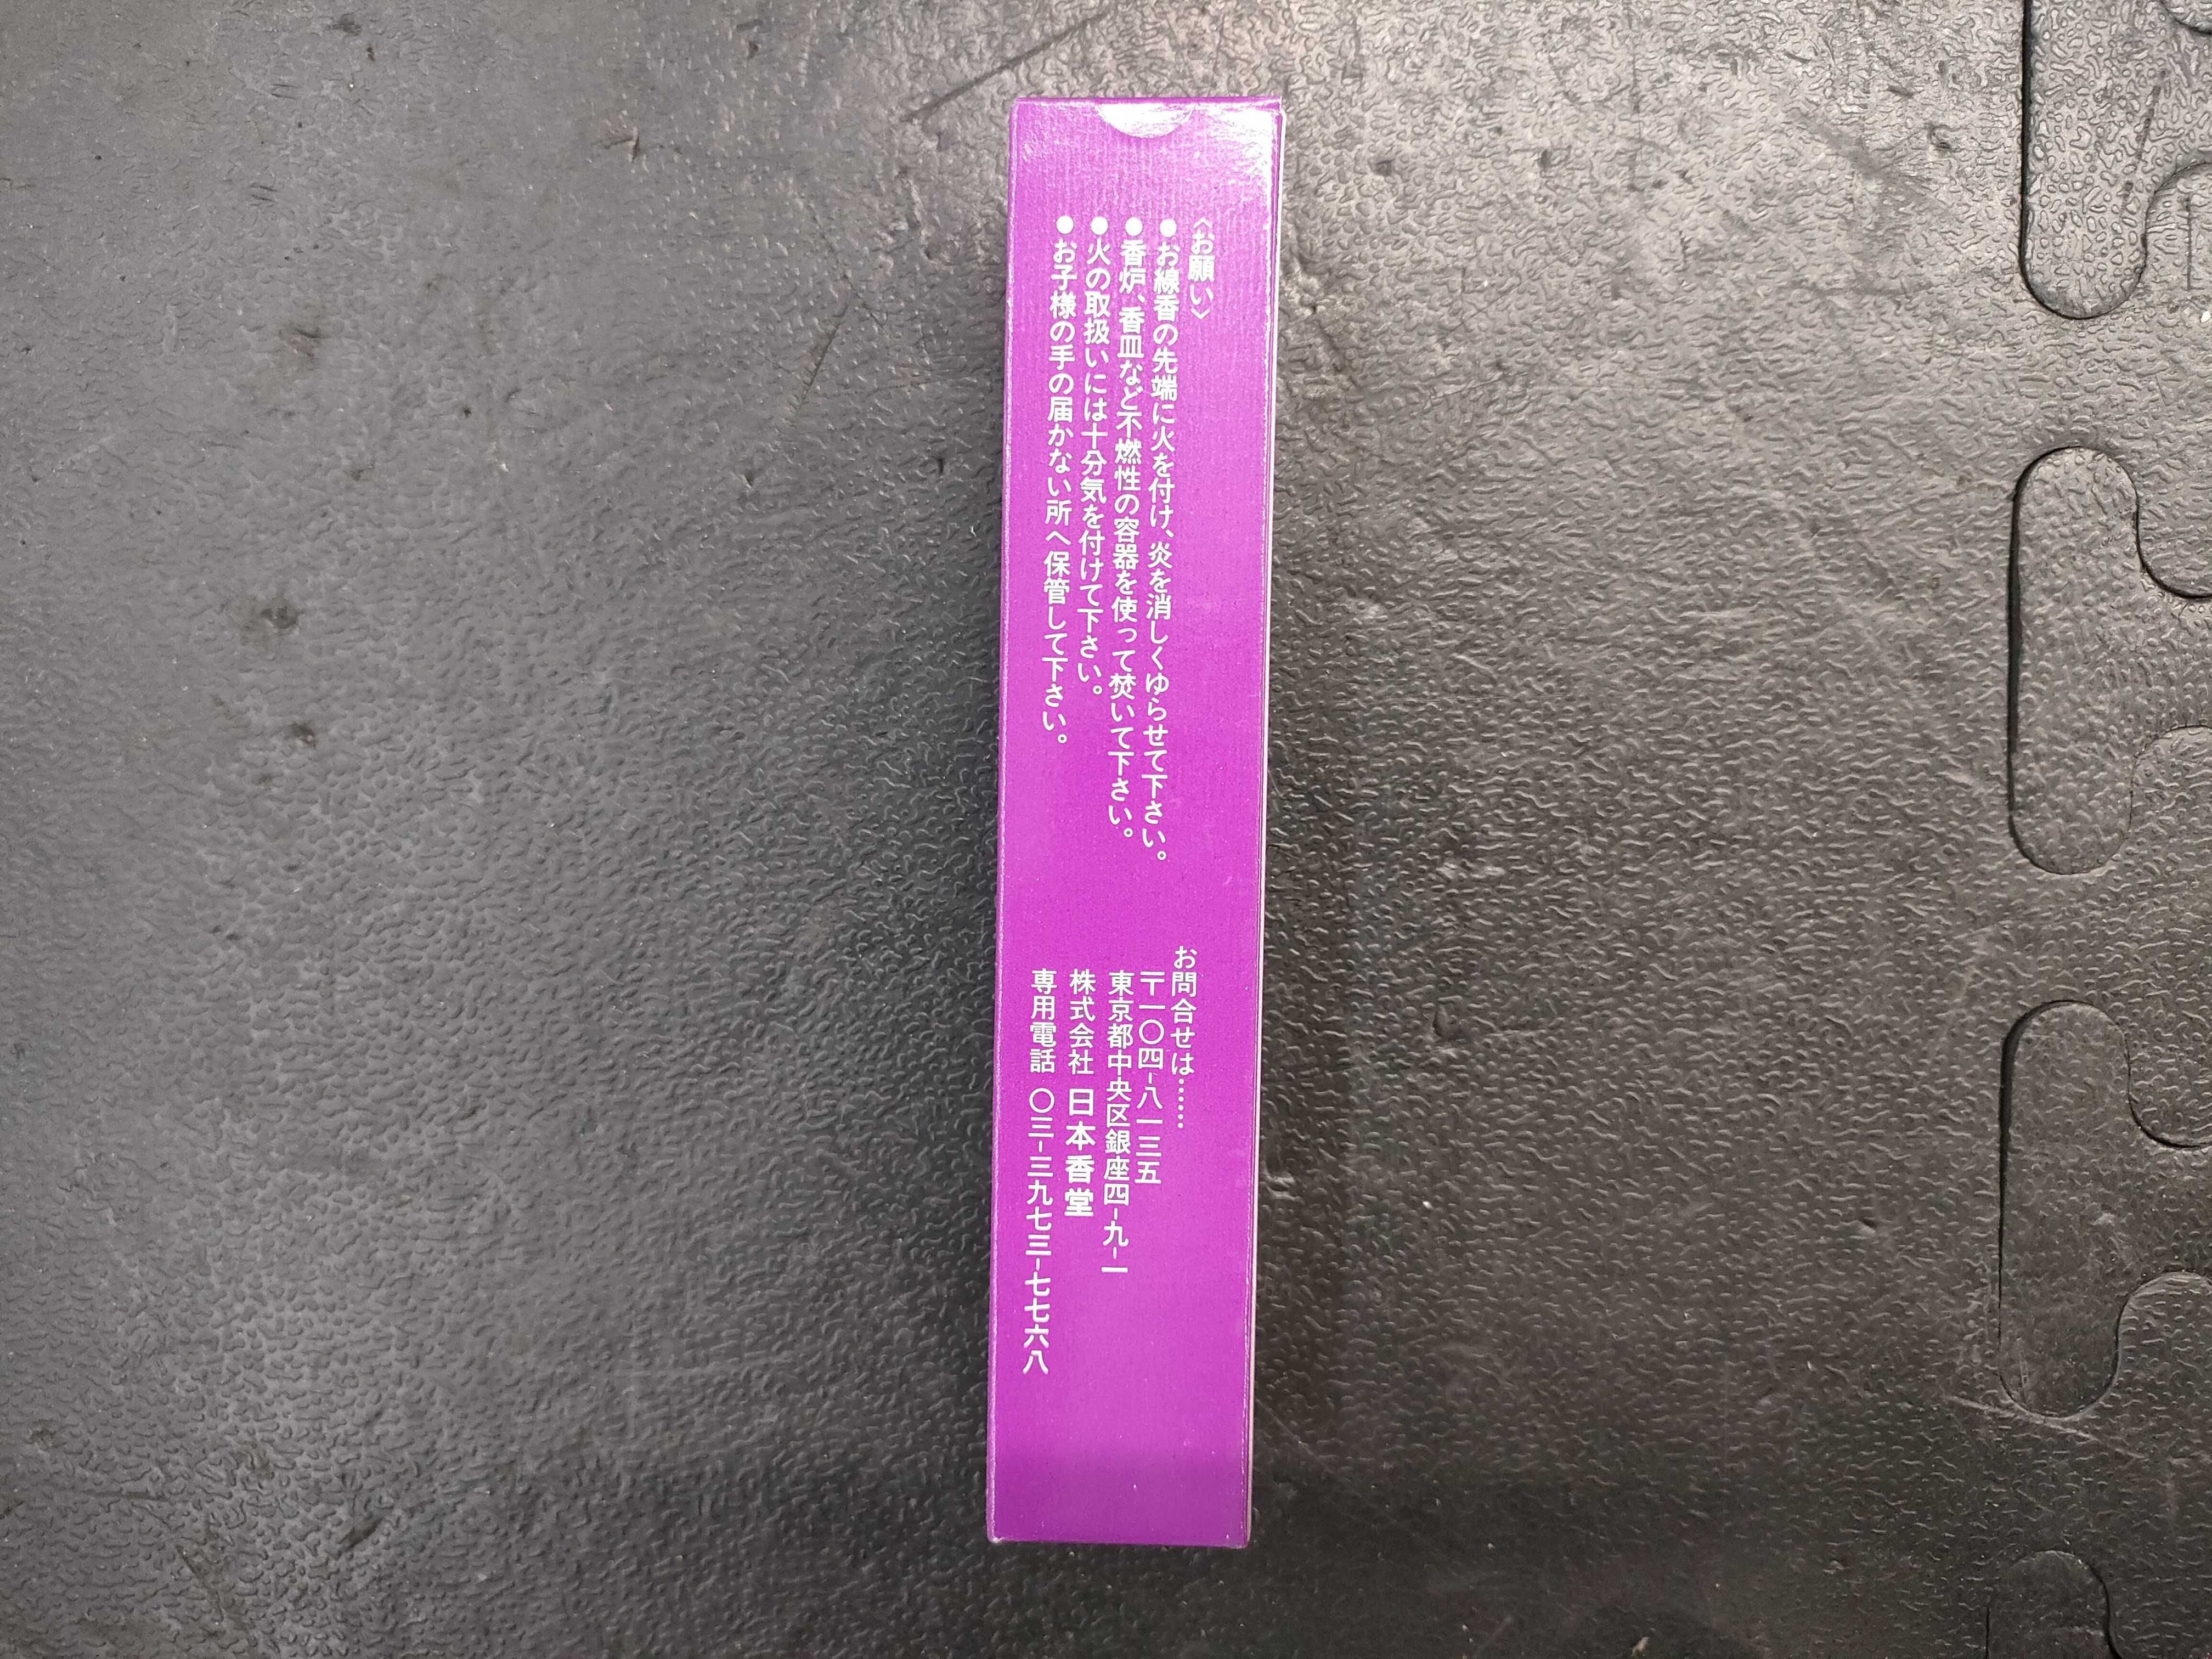 〈お願い〉
●お線香の先端に火を付け、炎を消しくゆらせて下さい。
●香炉、香皿など不燃性の容器を使って焚いて下さい。
●火の取扱いには十分気を付けて下さい。
●お子様の手の届かない所へ保管して下さい。
お問合せは……
〒一〇四-八一三五
東京都中央区銀座四-九-一
株式会社 日本香堂
専用電話 〇三-三九七三-七七六八